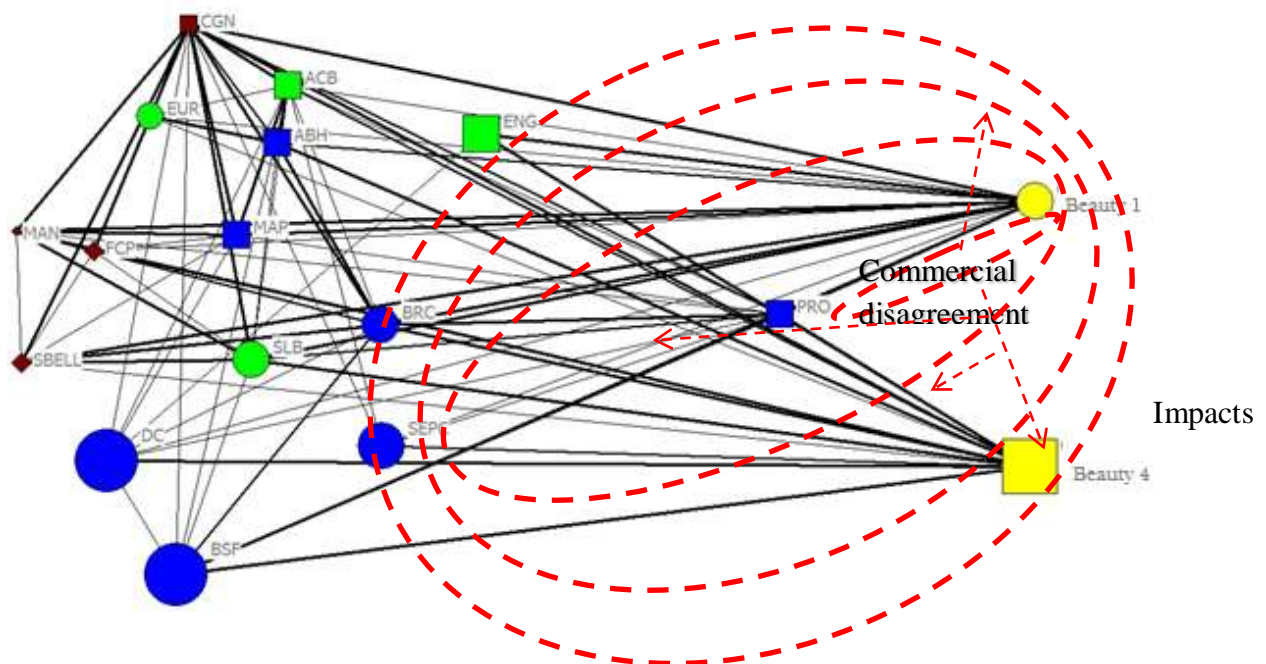 CGN
ACB
EUR
ENG
ABH
Beauty 1
MAN
MAP
FCPH
Commercial
disagreement
PRO
BRC
SLB
SBELL
Impacts
DC
SEPC
Beauty 4
BSF